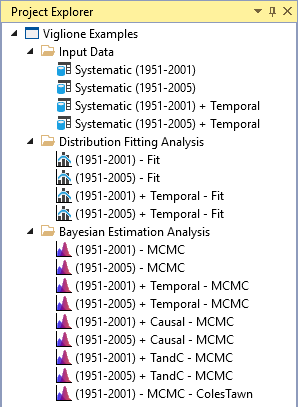 Project Explorer
Viglione Examples
Input Data
Systematic (1951-2001)
Systematic (1951-2005)
Systematic (1951-2001) + Temporal
Systematic (1951-2005) + Temporal
Distribution Fitting Analysis
(1951-2001) - Fit
(1951-2005) - Fit
(1951-2001) + Temporal - Fit
(1951-2005) + Temporal - Fit
Bayesian Estimation Analysis
(1951-2001) - MCMC
(1951-2005) - MCMC
(1951-2001) + Temporal - MCMC
(1951-2005) + Temporal - MCMC
(1951-2001) + Causal - MCMC
(1951-2005) + Causal - MCMC
(1951-2001) + TandC - MCMC
(1951-2005) + TandC - MCMC
(1951-2001) - MCMC - ColesTawn